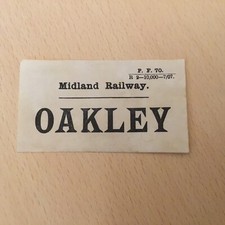 P. F. 70.
R 2—10,000—7/07.
Midland Railway.
OAKLEY